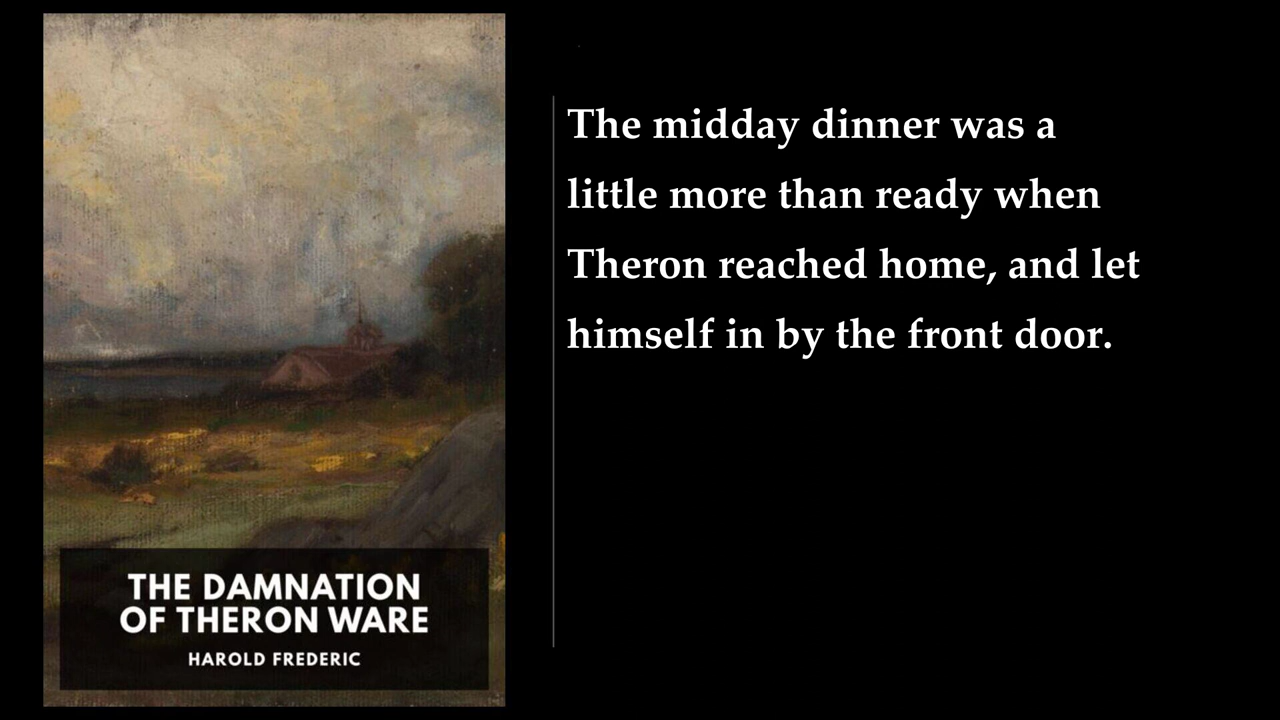 THE DAMNATION
OF THERON WARE
HAROLD FREDERIC
The midday dinner was a
little more than ready when
Theron reached home, and let
himself in by the front door.